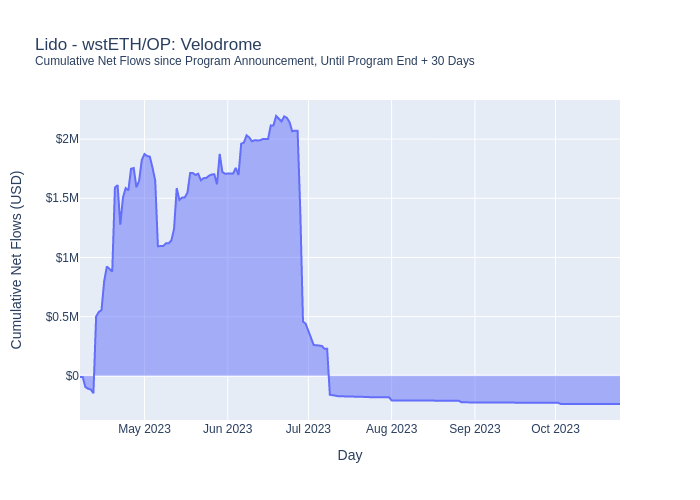 Lido - wstETH/OP: Velodrome
Cumulative Net Flows since Program Announcement, Until Program End + 30 Days
Cumulative Net Flows (USD)
$2M
$1.5M
$1M
$0.5M
$0
May 2023
Jun 2023
Jul 2023
Aug 2023
Sep 2023
Oct 2023
Day